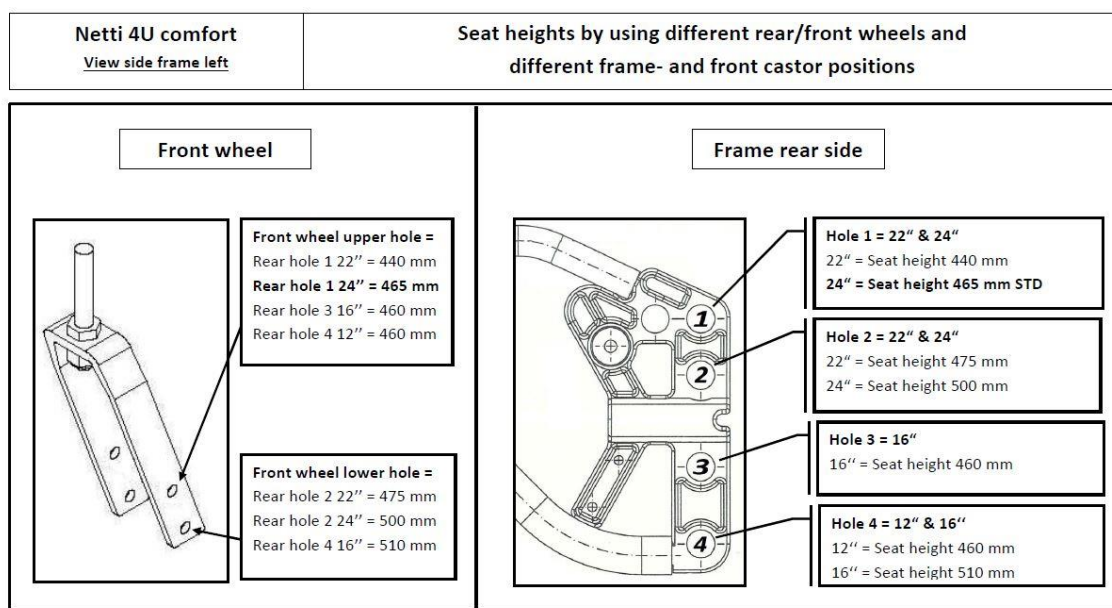 Netti 4U comfort
View side frame left
Seat heights by using different rear/front wheels and
different frame- and front castor positions
Front wheel
Front wheel upper hole =
Rear hole 1 22’’ = 440 mm
Rear hole 1 24’’ = 465 mm
Rear hole 3 16’’ = 460 mm
Rear hole 4 12’’ = 460 mm
Front wheel lower hole =
Rear hole 2 22’’ = 475 mm
Rear hole 2 24’’ = 500 mm
Rear hole 4 16’’ = 510 mm
Frame rear side
1
2
3
4
Hole 1 = 22“ & 24“
22“ = Seat height 440 mm
24“ = Seat height 465 mm STD
Hole 2 = 22“ & 24“
22“ = Seat height 475 mm
24“ = Seat height 500 mm
Hole 3 = 16“
16’’ = Seat height 460 mm
Hole 4 = 12“ & 16‘‘
12‘‘ = Seat height 460 mm
16‘‘ = Seat height 510 mm